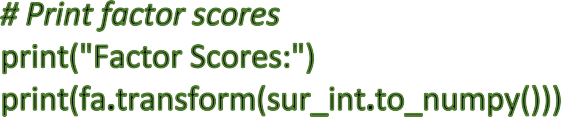 # Print factor scores
print("Factor Scores:")
print(fa.transform(sur_int.to_numpy()))